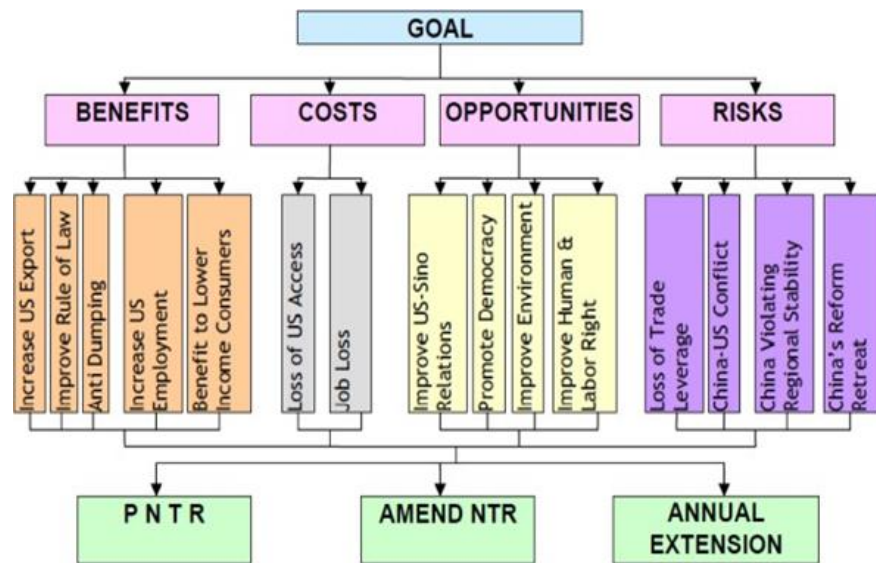 GOAL
BENEFITS
COSTS
OPPORTUNITIES
RISKS
Increase US Export
Improve Rule of Law
Anti Dumping
Increase US
Employment
Benefit to Lower
Income Consumers
Loss of US Access
Job Loss
Improve US-Sino
Relations
Promote Democracy
Improve Environment
Improve Human &
Labor Right
Loss of Trade
Leverage
China-US Conflict
China Violating
Regional Stability
China's Reform
Retreat
P N T R
AMEND NTR
ANNUAL
EXTENSION